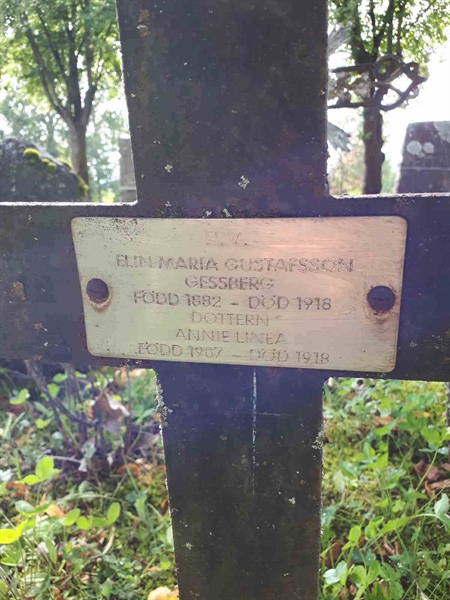 ELIN MARIA GUSTAFSSON
GESSBERG
FÖDD 1882 - DÖD 1918
DOTTERN
ANNIE LINEA
FÖDD 1907 - DÖD 1918